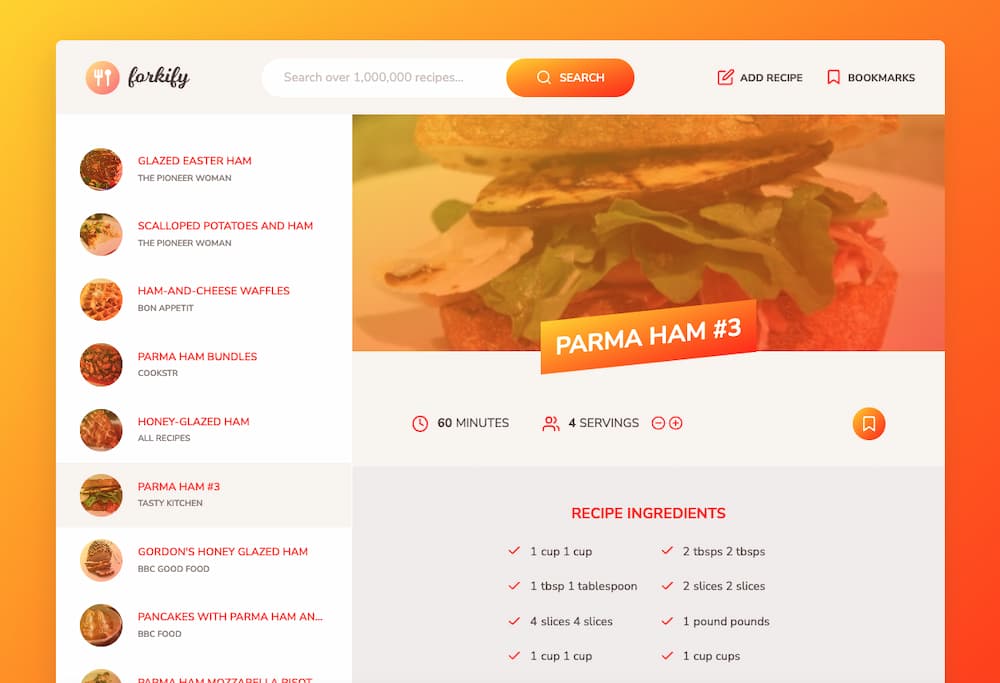 forkify
Search over 1,000,000 recipes...
SEARCH
ADD RECIPE
BOOKMARKS
GLAZED EASTER HAM
THE PIONEER WOMAN
SCALLOPED POTATOES AND HAM
THE PIONEER WOMAN
HAM-AND-CHEESE WAFFLES
BON APPETIT
PARMA HAM BUNDLES
COOKSTR
HONEY-GLAZED HAM
ALL RECIPES
PARMA HAM #3
TASTY KITCHEN
GORDON'S HONEY GLAZED HAM
BBC GOOD FOOD
PANCAKES WITH PARMA HAM AN...
BBC FOOD
PARMA HAM MOZZARELLA RISOT
PARMA HAM #3
60 MINUTES
4 SERVINGS
RECIPE INGREDIENTS
1 cup 1 cup
2 tbsps 2 tbsps
1 tbsp 1 tablespoon
2 slices 2 slices
4 slices 4 slices
1 pound pounds
1 cup 1 cup
1 cup cups